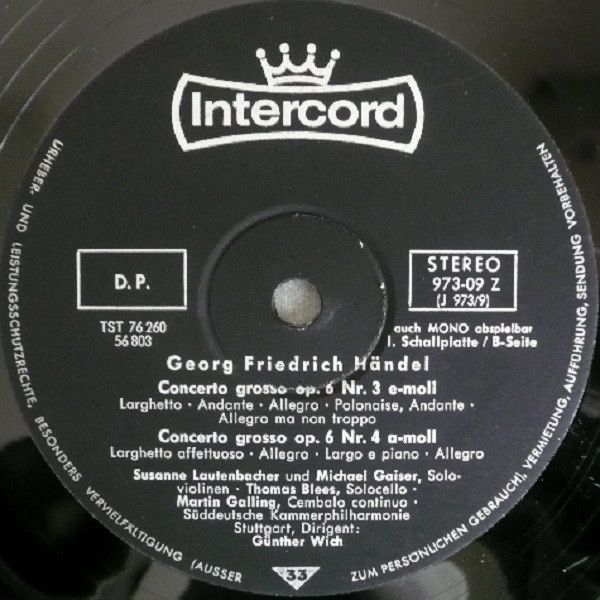 Intercord
D. P.
STEREO
973-09 Z
(J 973/9)
TST 76 260
56 803
auch MONO abspielbar
I. Schallplatte / B-Seite
Georg Friedrich Händel
Concerto grosso op. 6 Nr. 3 e-moll
Larghetto · Andante · Allegro · Polonaise, Andante ·
Allegro ma non troppo
Concerto grosso op. 6 Nr. 4 a-moll
Larghetto affettuoso · Allegro · Largo e piano · Allegro
Susanne Lautenbacher und Michael Gaiser, Solo-
violinen · Thomas Blees, Solocello ·
Martin Galling, Cembalo continuo ·
Süddeutsche Kammerphilharmonie
Stuttgart, Dirigent:
Günther Wich
33
URHEBER- UND LEISTUNGSSCHUTZRECHTE, BESONDERS VERVIELFÄLTIGUNG (AUSSER ZUM PERSÖNLICHEN GEBRAUCH), VERMIETUNG, AUFFÜHRUNG, SENDUNG VORBEHALTEN